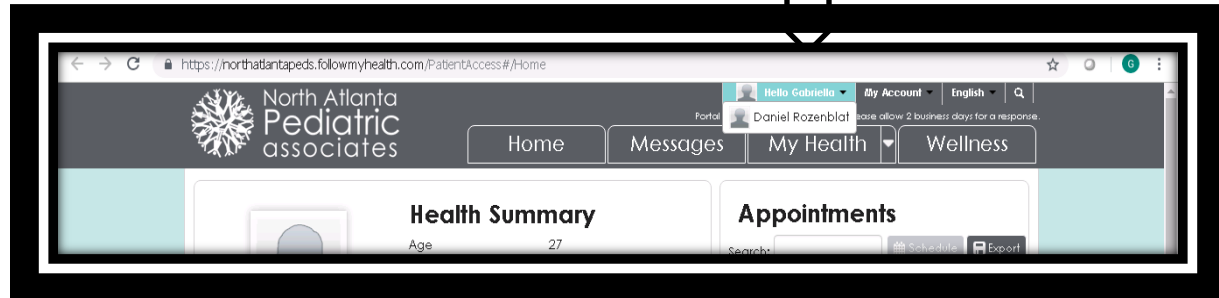 https://northatlantapeds.followmyhealth.com/PatientAccess#/Home
G
North Atlanta
Pediatric
associates
Hello Gabriella
My Account
English
Daniel Rozenblat
Portal
ease allow 2 business days for a response.
Home
Messages
My Health
Wellness
Health Summary
Age 27
Appointments
Search:
Schedule
Export